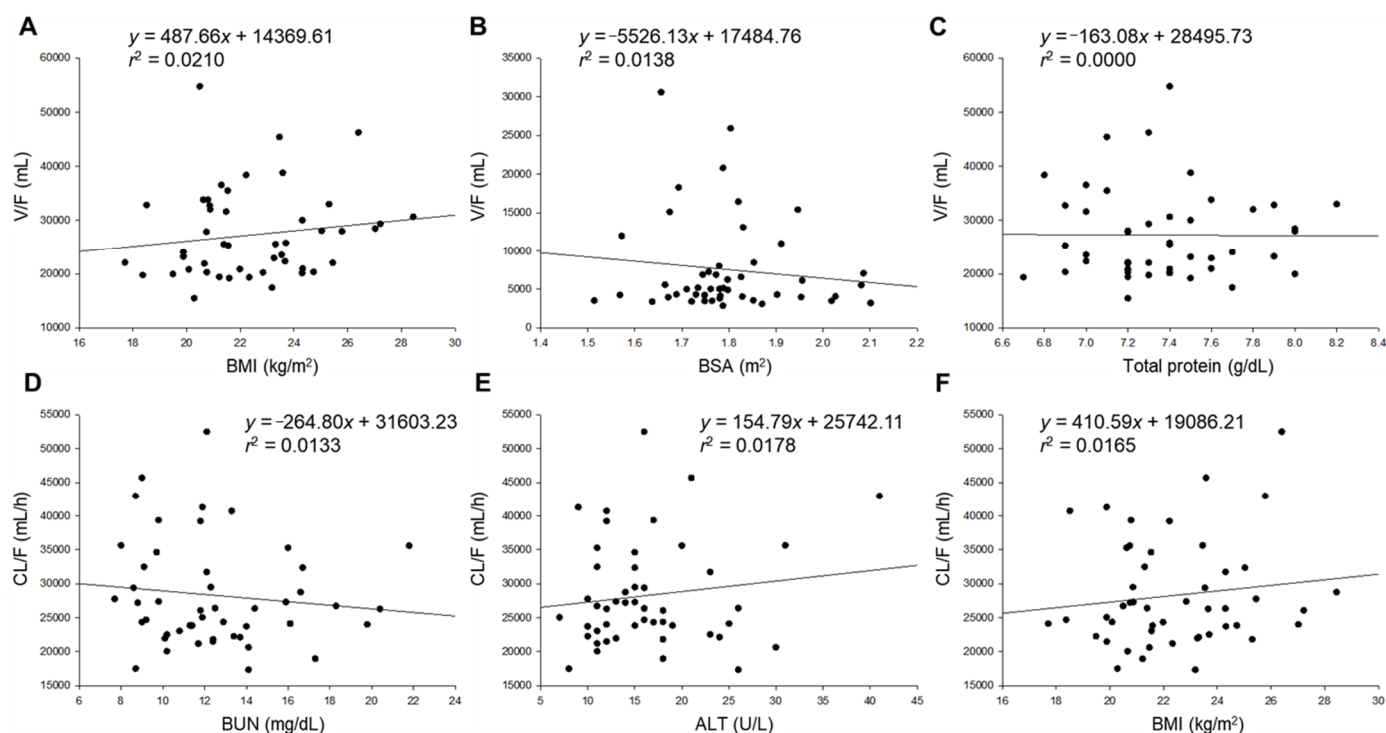 A
y = 487.66x + 14369.61
r² = 0.0210
V/F (mL)
60000
50000
40000
30000
20000
10000
16 18 20 22 24 26 28 30
BMI (kg/m²)
B
y = −5526.13x + 17484.76
r² = 0.0138
V/F (mL)
35000
30000
25000
20000
15000
10000
5000
0
1.4 1.5 1.6 1.7 1.8 1.9 2.0 2.1 2.2
BSA (m²)
C
y = −163.08x + 28495.73
r² = 0.0000
V/F (mL)
60000
50000
40000
30000
20000
10000
6.6 6.8 7.0 7.2 7.4 7.6 7.8 8.0 8.2 8.4
Total protein (g/dL)
D
y = −264.80x + 31603.23
r² = 0.0133
CL/F (mL/h)
55000
50000
45000
40000
35000
30000
25000
20000
15000
6 8 10 12 14 16 18 20 22 24
BUN (mg/dL)
E
y = 154.79x + 25742.11
r² = 0.0178
CL/F (mL/h)
55000
50000
45000
40000
35000
30000
25000
20000
15000
5 10 15 20 25 30 35 40 45
ALT (U/L)
F
y = 410.59x + 19086.21
r² = 0.0165
CL/F (mL/h)
55000
50000
45000
40000
35000
30000
25000
20000
15000
16 18 20 22 24 26 28 30
BMI (kg/m²)